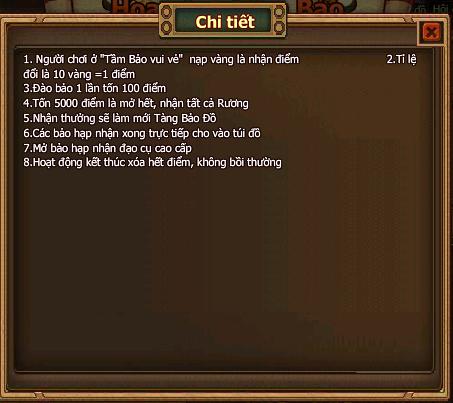 Chi tiết
1. Người chơi ở "Tầm Bảo vui vẻ" nạp vàng là nhận điểm 2.Tỉ lệ
đổi là 10 vàng =1 điểm
3.Đào bảo 1 lần tốn 100 điểm
4.Tốn 5000 điểm là mở hết, nhận tất cả Rương
5.Nhận thưởng sẽ làm mới Tàng Bảo Đồ
6.Các bảo hạp nhận xong trực tiếp cho vào túi đồ
7.Mở bảo hạp nhận đạo cụ cao cấp
8.Hoạt động kết thúc xóa hết điểm, không bồi thường